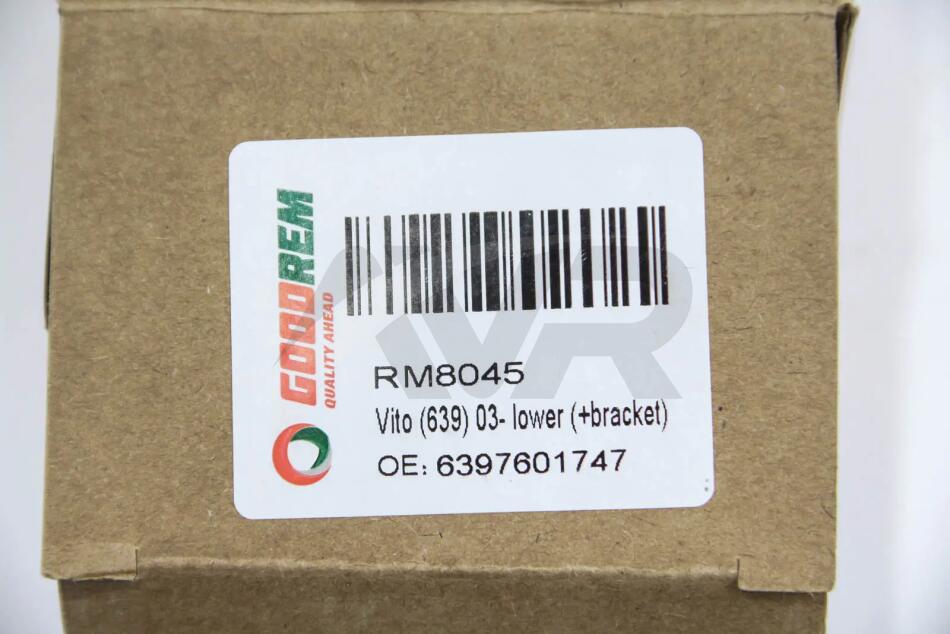 GOODREM
QUALITY AHEAD
RM8045
Vito (639) 03- lower (+bracket)
OE: 6397601747